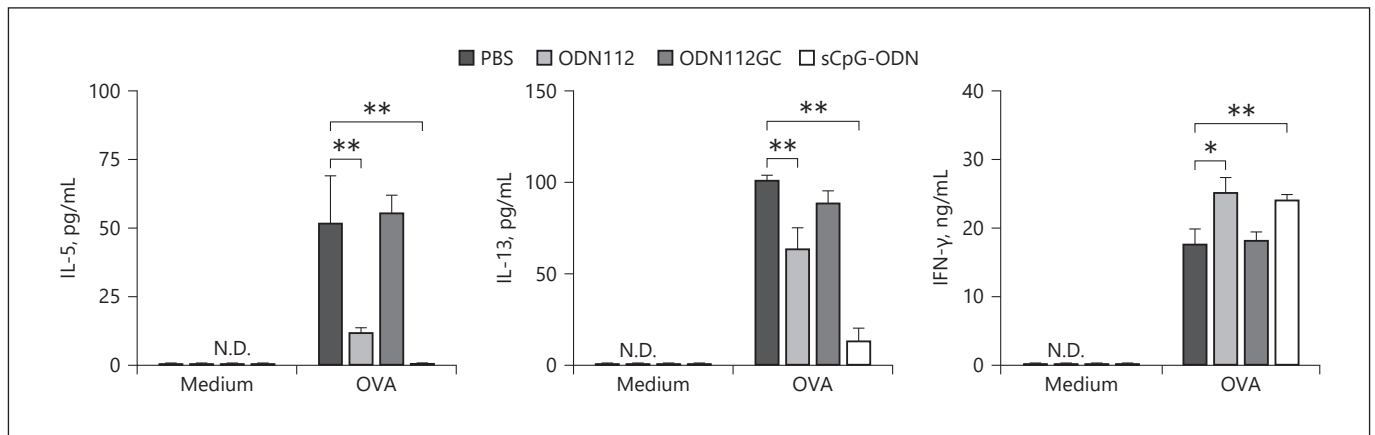 PBS ODN112 ODN112GC sCpG-ODN
IL-5, pg/mL
100
75
50
25
0
**
**
N.D.
Medium OVA
IL-13, pg/mL
150
100
50
0
**
**
N.D.
Medium OVA
IFN-γ, ng/mL
40
30
20
10
0
**
*
N.D.
Medium OVA